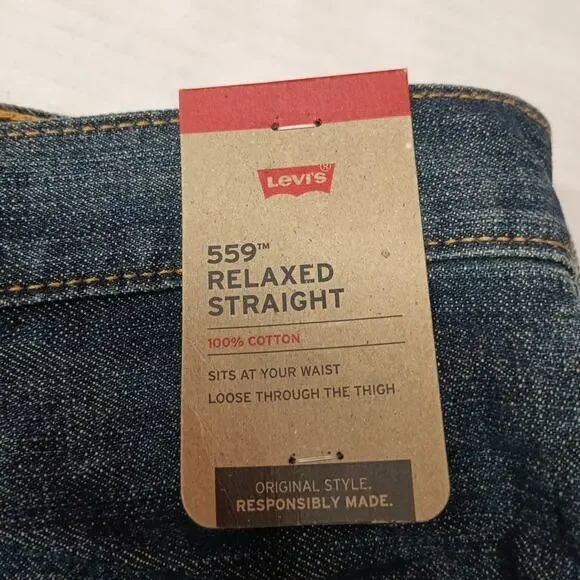 Levi's®
559™
RELAXED
STRAIGHT
100% COTTON
SITS AT YOUR WAIST
LOOSE THROUGH THE THIGH
ORIGINAL STYLE.
RESPONSIBLY MADE.